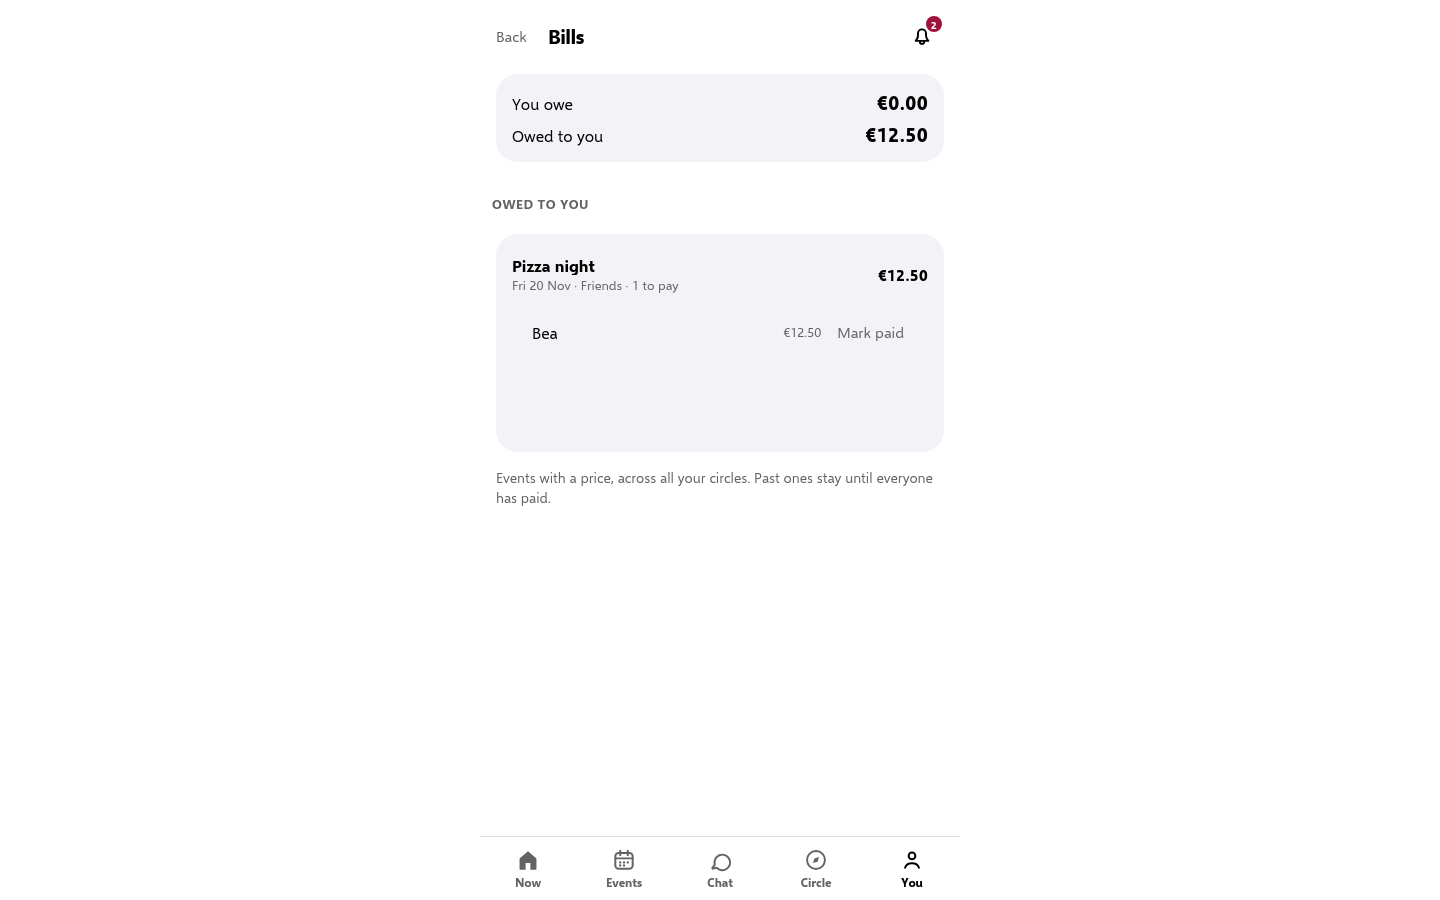 Back Bills 2
You owe €0.00
Owed to you €12.50
OWED TO YOU
Pizza night €12.50
Fri 20 Nov · Friends · 1 to pay
Bea €12.50 Mark paid
Events with a price, across all your circles. Past ones stay until everyone
has paid.
Now Events Chat Circle You